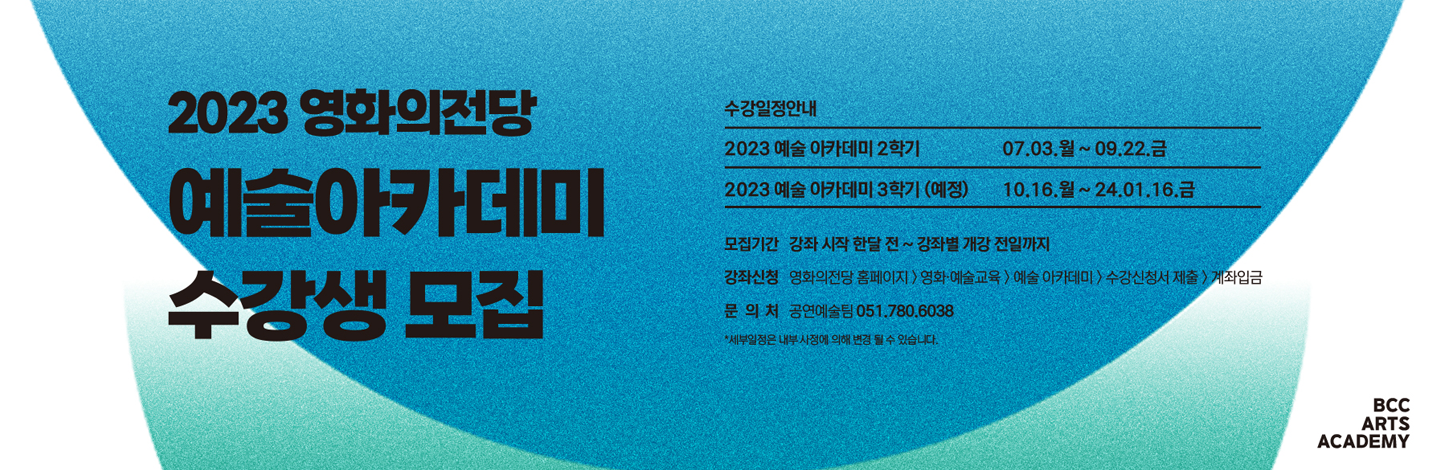 2023 영화의전당
예술아카데미
수강생 모집
수강일정안내
2023 예술 아카데미 2학기 07.03.월 ~ 09.22.금
2023 예술 아카데미 3학기 (예정) 10.16.월 ~ 24.01.16.금
모집기간 강좌 시작 한달 전 ~ 강좌별 개강 전일까지
강좌신청 영화의전당 홈페이지 > 영화·예술교육 > 예술 아카데미 > 수강신청서 제출 > 계좌입금
문 의 처 공연예술팀 051.780.6038
*세부일정은 내부 사정에 의해 변경 될 수 있습니다.
BCC
ARTS
ACADEMY